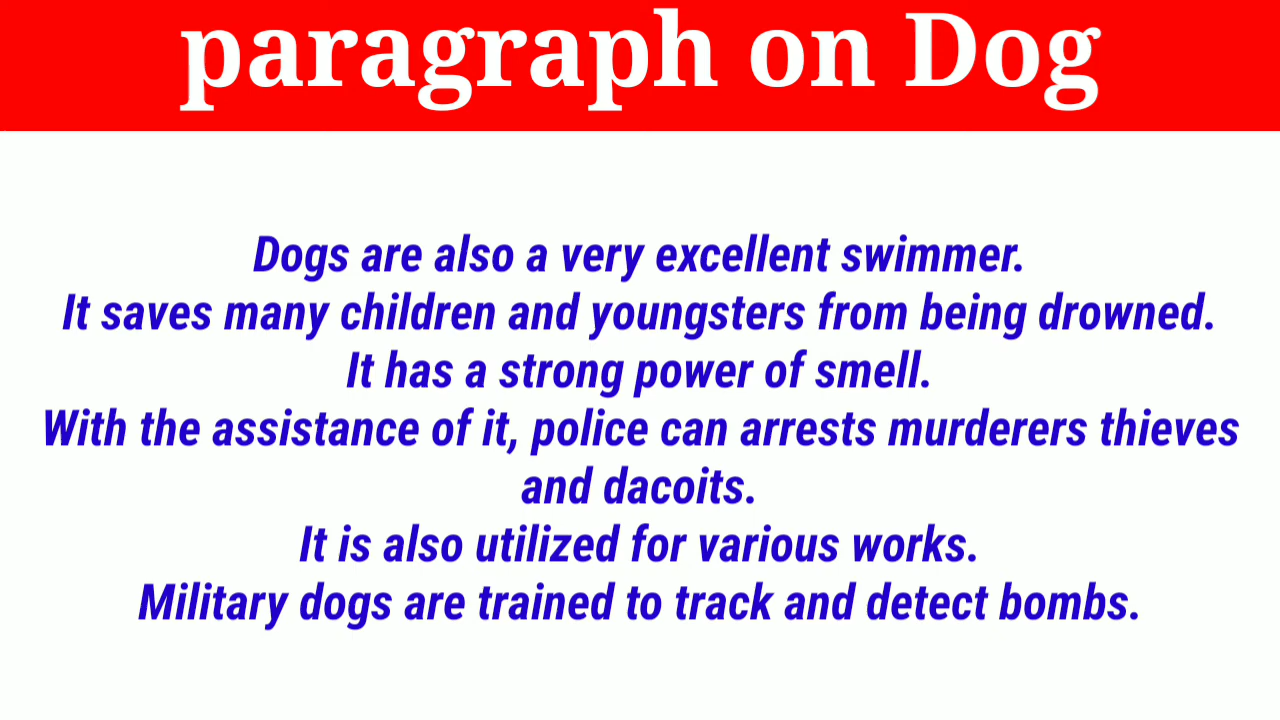 paragraph on Dog
Dogs are also a very excellent swimmer.
It saves many children and youngsters from being drowned.
It has a strong power of smell.
With the assistance of it, police can arrests murderers thieves
and dacoits.
It is also utilized for various works.
Military dogs are trained to track and detect bombs.